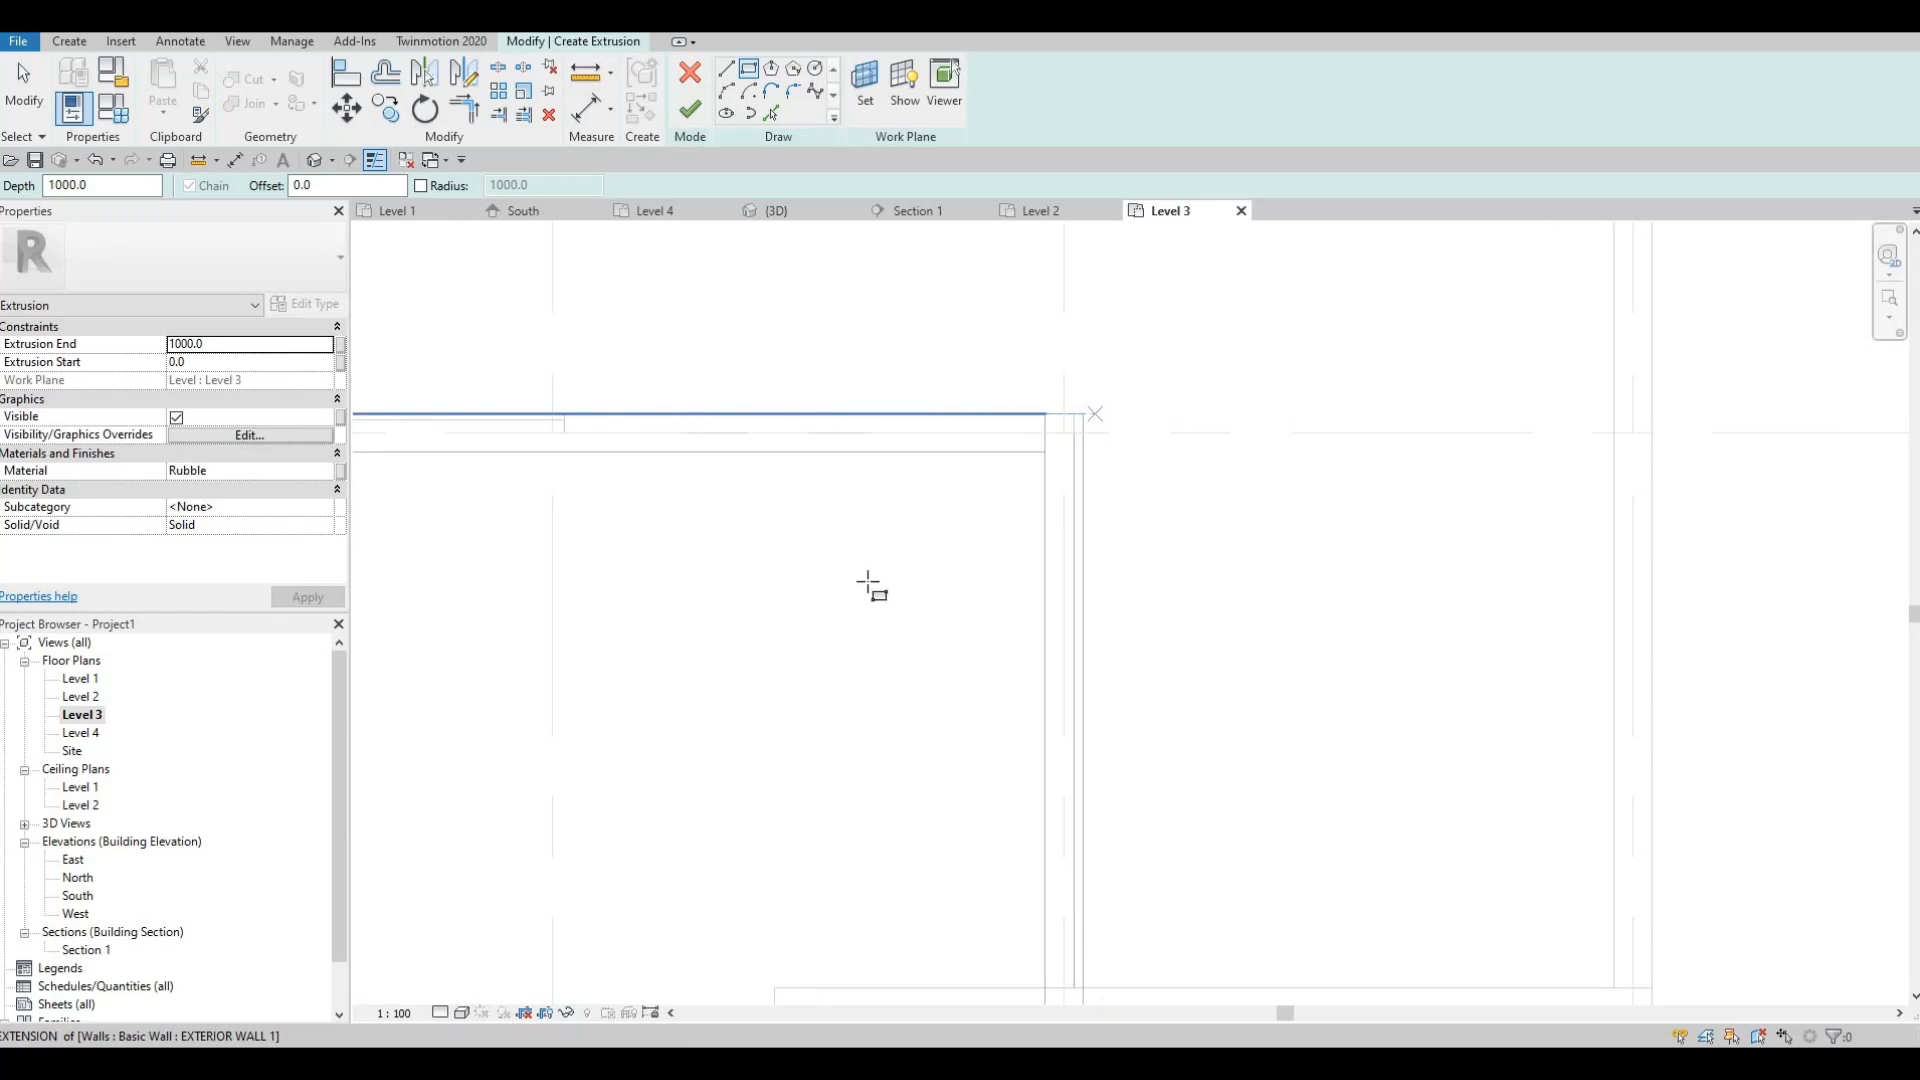 File Create Insert Annotate View Manage Add-Ins Twinmotion 2020 Modify | Create Extrusion
Modify Paste Cut Join Set Show Viewer
Select Properties Clipboard Geometry Modify Measure Create Mode Draw Work Plane
Depth 1000.0 Chain Offset: 0.0 Radius: 1000.0
Properties
Level 1 South Level 4 {3D} Section 1 Level 2 Level 3
R
2D
Extrusion Edit Type
Constraints
Extrusion End 1000.0
Extrusion Start 0.0
Work Plane Level : Level 3
Graphics
Visible
Visibility/Graphics Overrides Edit...
Materials and Finishes
Material Rubble
Identity Data
Subcategory <None>
Solid/Void Solid
Properties help Apply
Project Browser - Project1
Views (all)
Floor Plans
Level 1
Level 2
Level 3
Level 4
Site
Ceiling Plans
Level 1
Level 2
3D Views
Elevations (Building Elevation)
East
North
South
West
Sections (Building Section)
Section 1
Legends
Schedules/Quantities (all)
Sheets (all)
1 : 100
EXTENSION of [Walls : Basic Wall : EXTERIOR WALL 1]
:0